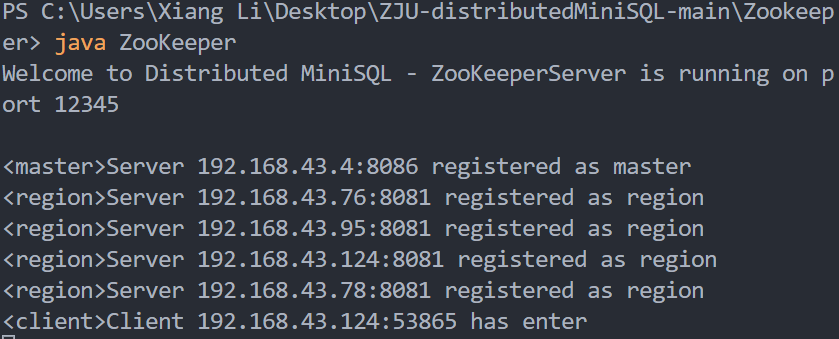 PS C:\Users\Xiang Li\Desktop\ZJU-distributedMiniSQL-main\Zookeep
er> java ZooKeeper
Welcome to Distributed MiniSQL - ZooKeeperServer is running on p
ort 12345
<master>Server 192.168.43.4:8086 registered as master
<region>Server 192.168.43.76:8081 registered as region
<region>Server 192.168.43.95:8081 registered as region
<region>Server 192.168.43.124:8081 registered as region
<region>Server 192.168.43.78:8081 registered as region
<client>Client 192.168.43.124:53865 has enter